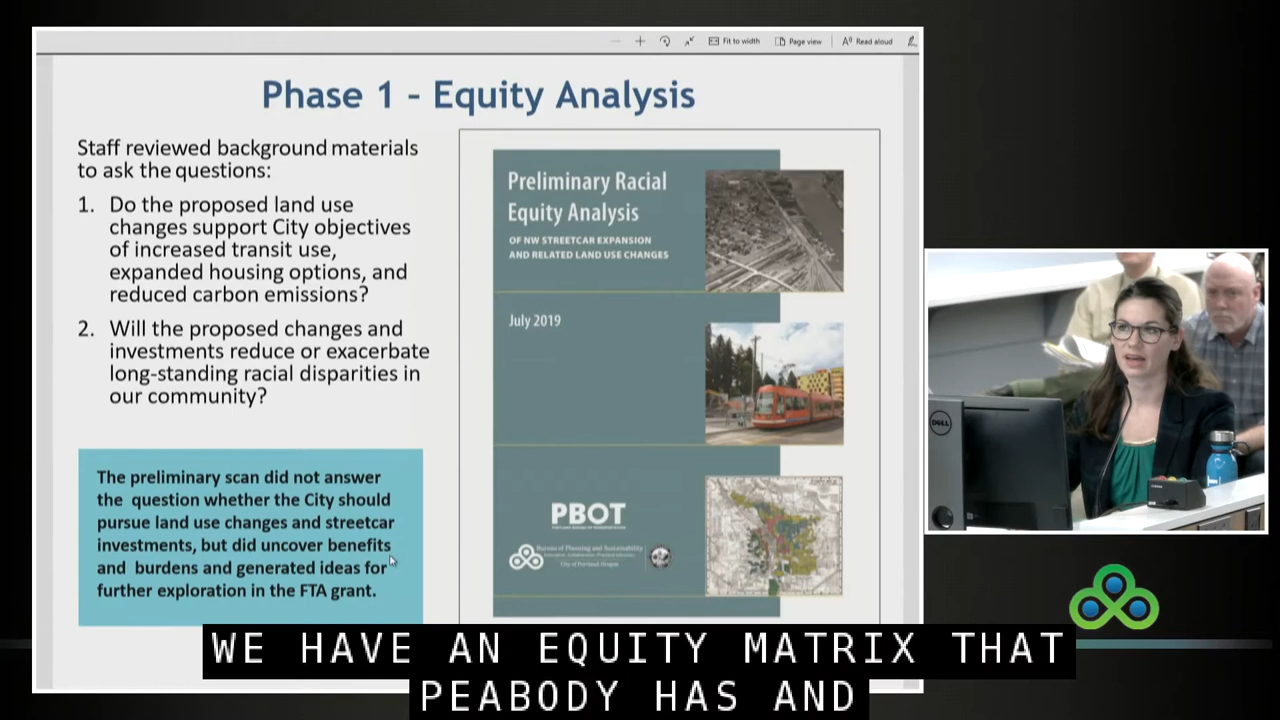 Fit to width
Page view
Read aloud
Phase 1 – Equity Analysis
Staff reviewed background materials
to ask the questions:
1. Do the proposed land use
changes support City objectives
of increased transit use,
expanded housing options, and
reduced carbon emissions?
2. Will the proposed changes and
investments reduce or exacerbate
long-standing racial disparities in
our community?
The preliminary scan did not answer
the question whether the City should
pursue land use changes and streetcar
investments, but did uncover benefits
and burdens and generated ideas for
further exploration in the FTA grant.
Preliminary Racial
Equity Analysis
OF NW STREETCAR EXPANSION
AND RELATED LAND USE CHANGES
July 2019
PBOT
PORTLAND BUREAU OF TRANSPORTATION
Bureau of Planning and Sustainability
City of Portland, Oregon
DELL
WE HAVE AN EQUITY MATRIX THAT
PEABODY HAS AND